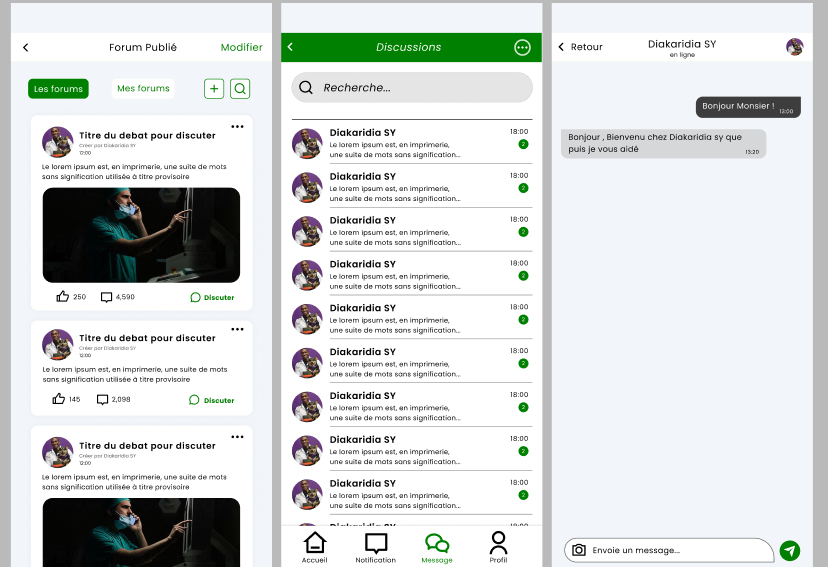 Forum Publié
Modifier
Les forums
Mes forums
Titre du debat pour discuter
Créer par Diakaridia SY
12:00
Le lorem ipsum est, en imprimerie, une suite de mots
sans signification utilisée à titre provisoire
250
4,590
Discuter
Titre du debat pour discuter
Créer par Diakaridia SY
12:00
Le lorem ipsum est, en imprimerie, une suite de mots
sans signification utilisée à titre provisoire
145
2,098
Discuter
Titre du debat pour discuter
Créer par Diakaridia SY
12:00
Le lorem ipsum est, en imprimerie, une suite de mots
sans signification utilisée à titre provisoire
Discussions
Recherche...
Diakaridia SY
18:00
Le lorem ipsum est, en imprimerie,
2
une suite de mots sans signification...
Diakaridia SY
18:00
Le lorem ipsum est, en imprimerie,
2
une suite de mots sans signification...
Diakaridia SY
18:00
Le lorem ipsum est, en imprimerie,
2
une suite de mots sans signification...
Diakaridia SY
18:00
Le lorem ipsum est, en imprimerie,
2
une suite de mots sans signification...
Diakaridia SY
18:00
Le lorem ipsum est, en imprimerie,
2
une suite de mots sans signification...
Diakaridia SY
18:00
Le lorem ipsum est, en imprimerie,
2
une suite de mots sans signification...
Diakaridia SY
18:00
Le lorem ipsum est, en imprimerie,
2
une suite de mots sans signification...
Diakaridia SY
18:00
Le lorem ipsum est, en imprimerie,
2
une suite de mots sans signification...
Diakaridia SY
18:00
Le lorem ipsum est, en imprimerie,
2
une suite de mots sans signification...
Diakaridia SY
18:00
Accueil
Notification
Message
Profil
Retour
Diakaridia SY
en ligne
Bonjour Monsier !
13:00
Bonjour , Bienvenu chez Diakaridia sy que
puis je vous aidé
13:20
Envoie un message...